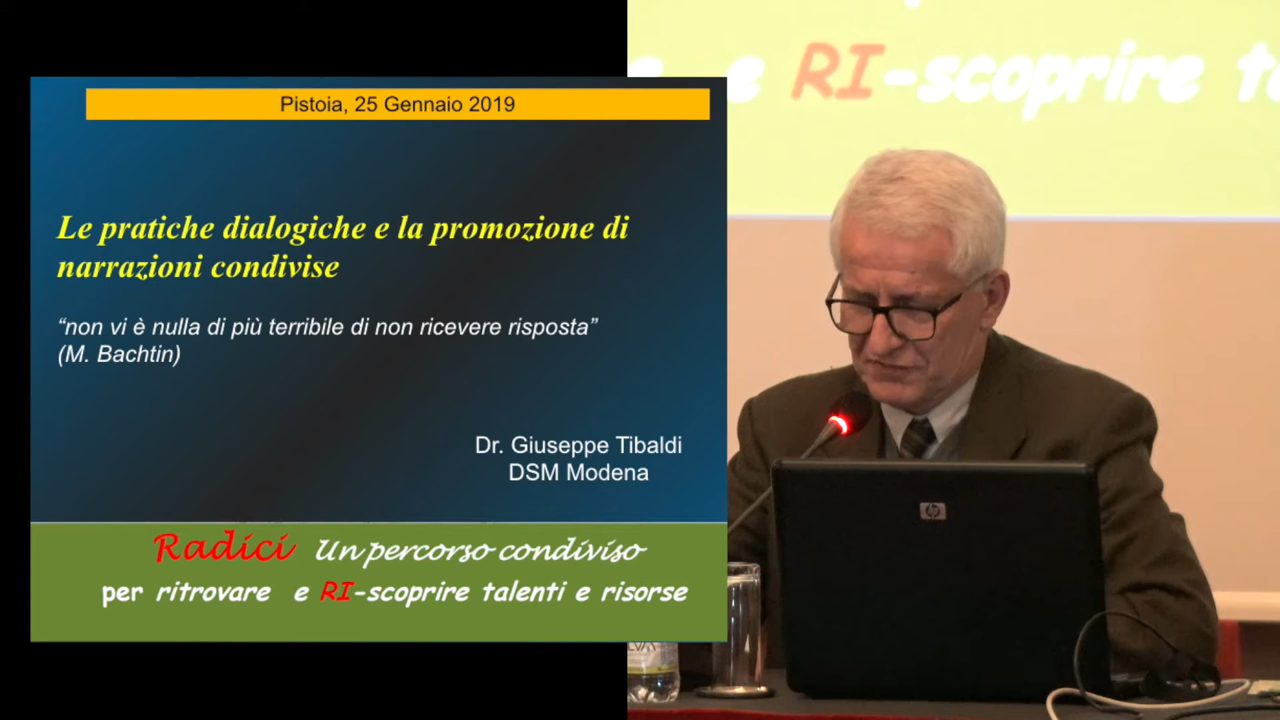 Pistoia, 25 Gennaio 2019
Le pratiche dialogiche e la promozione di
narrazioni condivise
“non vi è nulla di più terribile di non ricevere risposta”
(M. Bachtin)
Dr. Giuseppe Tibaldi
DSM Modena
Radici Un percorso condiviso
per ritrovare e RI-scoprire talenti e risorse
e RI-scoprire
hp